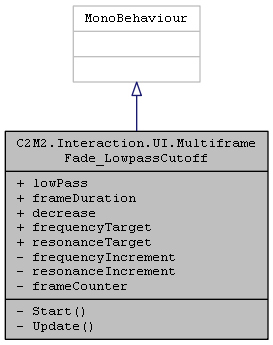 MonoBehaviour
C2M2.Interaction.UI.Multiframe
Fade_LowpassCutoff
+ lowPass
+ frameDuration
+ decrease
+ frequencyTarget
+ resonanceTarget
- frequencyIncrement
- resonanceIncrement
- frameCounter
- Start()
- Update()